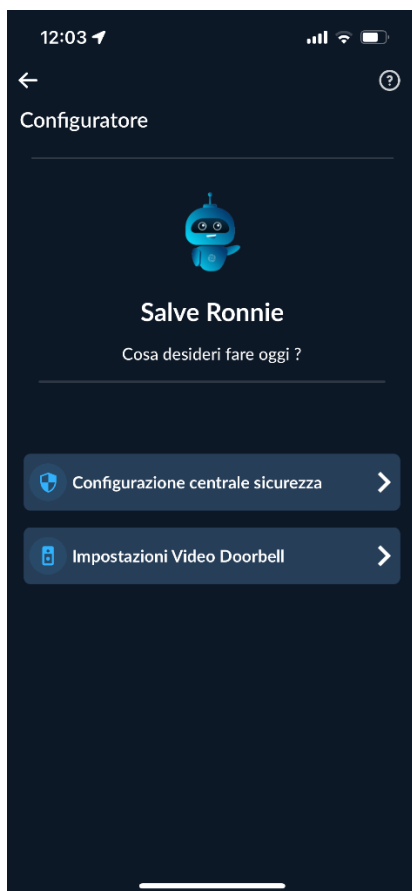 12:03
Configuratore
Salve Ronnie
Cosa desideri fare oggi ?
Configurazione centrale sicurezza
Impostazioni Video Doorbell